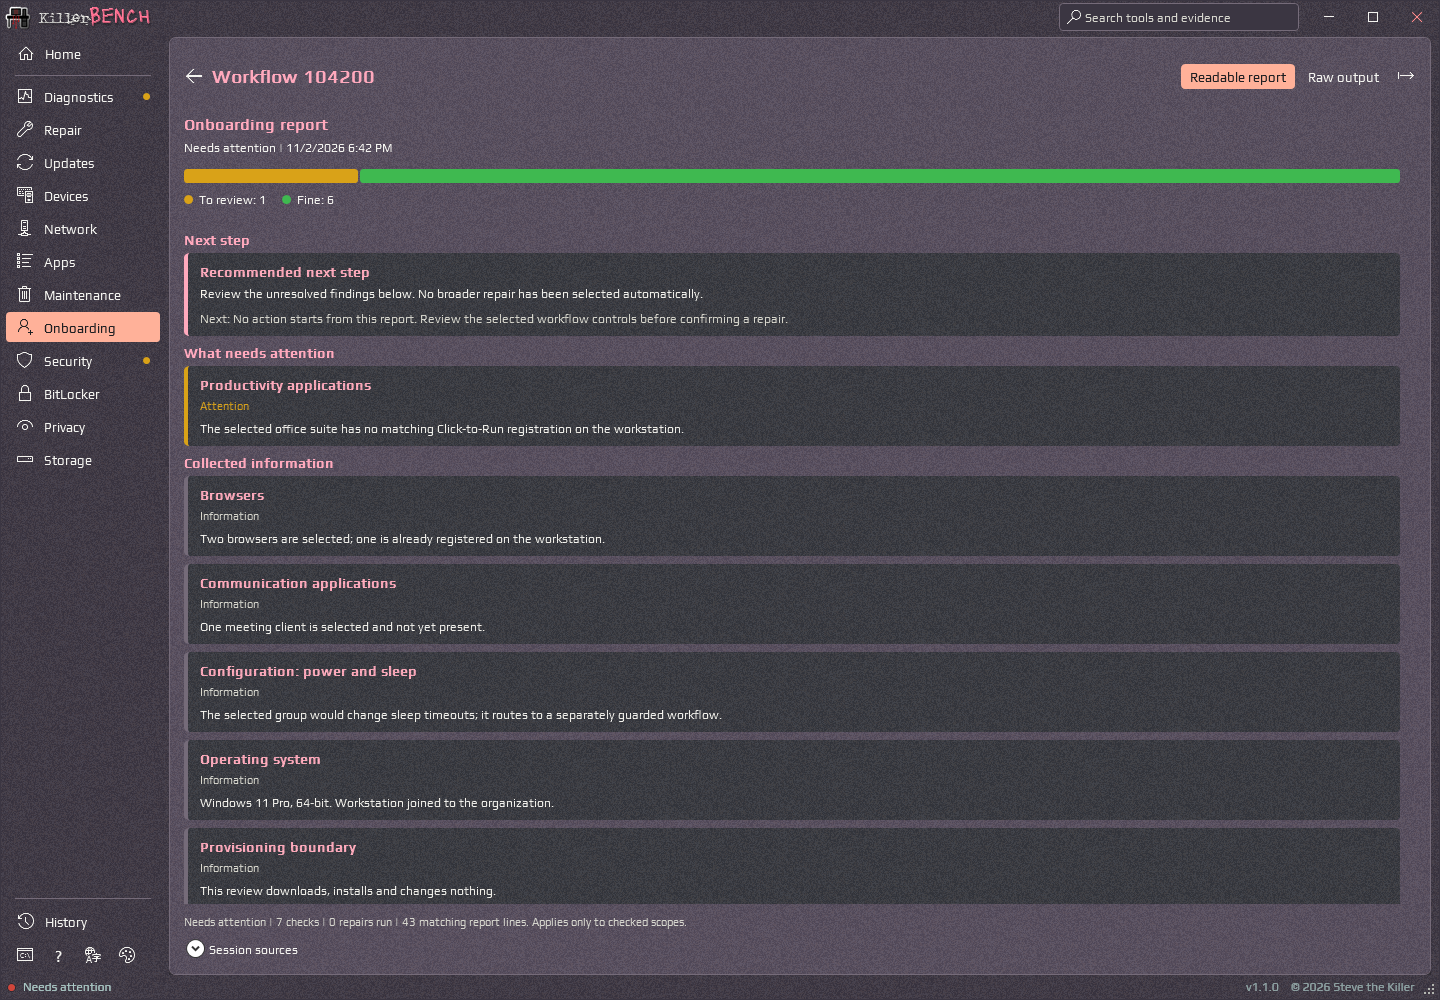 KillerBENCH
Search tools and evidence
Home
Diagnostics
Repair
Updates
Devices
Network
Apps
Maintenance
Onboarding
Security
BitLocker
Privacy
Storage
History
Workflow 104200
Readable report
Raw output
Onboarding report
Needs attention | 11/2/2026 6:42 PM
To review: 1
Fine: 6
Next step
Recommended next step
Review the unresolved findings below. No broader repair has been selected automatically.
Next: No action starts from this report. Review the selected workflow controls before confirming a repair.
What needs attention
Productivity applications
Attention
The selected office suite has no matching Click-to-Run registration on the workstation.
Collected information
Browsers
Information
Two browsers are selected; one is already registered on the workstation.
Communication applications
Information
One meeting client is selected and not yet present.
Configuration: power and sleep
Information
The selected group would change sleep timeouts; it routes to a separately guarded workflow.
Operating system
Information
Windows 11 Pro, 64-bit. Workstation joined to the organization.
Provisioning boundary
Information
This review downloads, installs and changes nothing.
Needs attention | 7 checks | 0 repairs run | 43 matching report lines. Applies only to checked scopes.
Session sources
Needs attention
v1.1.0
© 2026 Steve the Killer